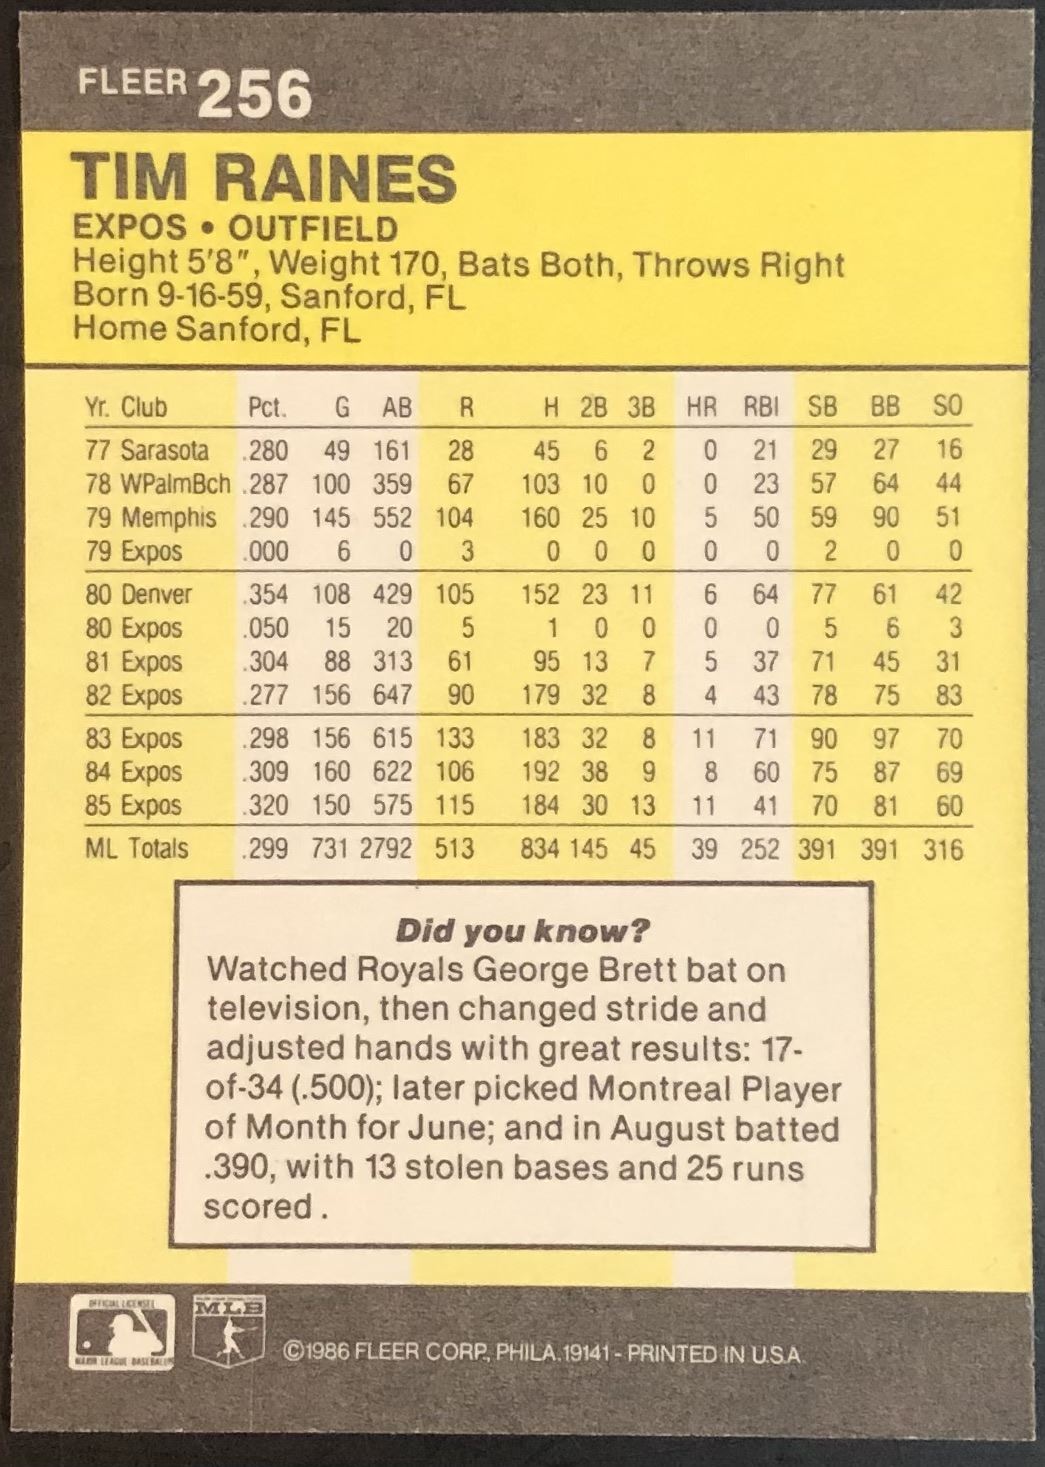 FLEER 256
TIM RAINES
EXPOS • OUTFIELD
Height 5'8", Weight 170, Bats Both, Throws Right
Born 9-16-59, Sanford, FL
Home Sanford, FL
Yr. Club Pct. G AB R H 2B 3B HR RBI SB BB SO
77 Sarasota .280 49 161 28 45 6 2 0 21 29 27 16
78 WPalmBch .287 100 359 67 103 10 0 0 23 57 64 44
79 Memphis .290 145 552 104 160 25 10 5 50 59 90 51
79 Expos .000 6 0 3 0 0 0 0 0 2 0 0
80 Denver .354 108 429 105 152 23 11 6 64 77 61 42
80 Expos .050 15 20 5 1 0 0 0 0 5 6 3
81 Expos .304 88 313 61 95 13 7 5 37 71 45 31
82 Expos .277 156 647 90 179 32 8 4 43 78 75 83
83 Expos .298 156 615 133 183 32 8 11 71 90 97 70
84 Expos .309 160 622 106 192 38 9 8 60 75 87 69
85 Expos .320 150 575 115 184 30 13 11 41 70 81 60
ML Totals .299 731 2792 513 834 145 45 39 252 391 391 316
Did you know?
Watched Royals George Brett bat on
television, then changed stride and
adjusted hands with great results: 17-
of-34 (.500); later picked Montreal Player
of Month for June; and in August batted
.390, with 13 stolen bases and 25 runs
scored .
OFFICIAL LICENSEE
MAJOR LEAGUE BASEBALL
MLB
©1986 FLEER CORP., PHILA. 19141 - PRINTED IN U.S.A.